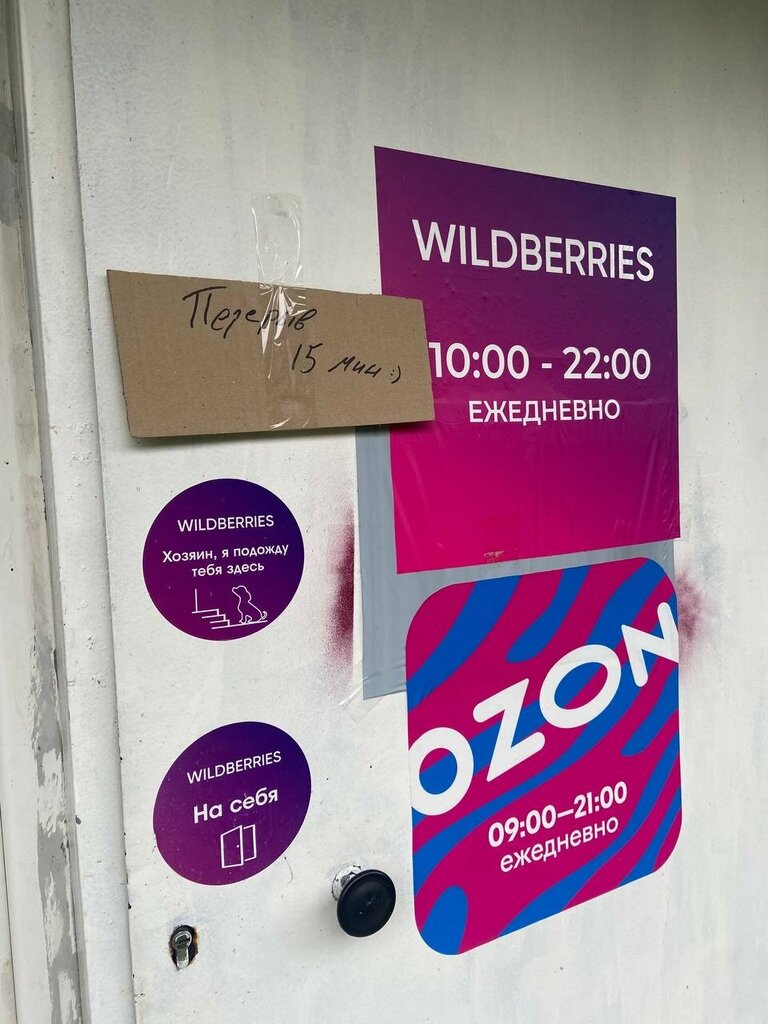 WILDBERRIES
10:00 - 22:00
ЕЖЕДНЕВНО
Перерыв
15 мин :)
WILDBERRIES
Хозяин, я подожду
тебя здесь
WILDBERRIES
На себя
OZON
09:00–21:00
ежедневно